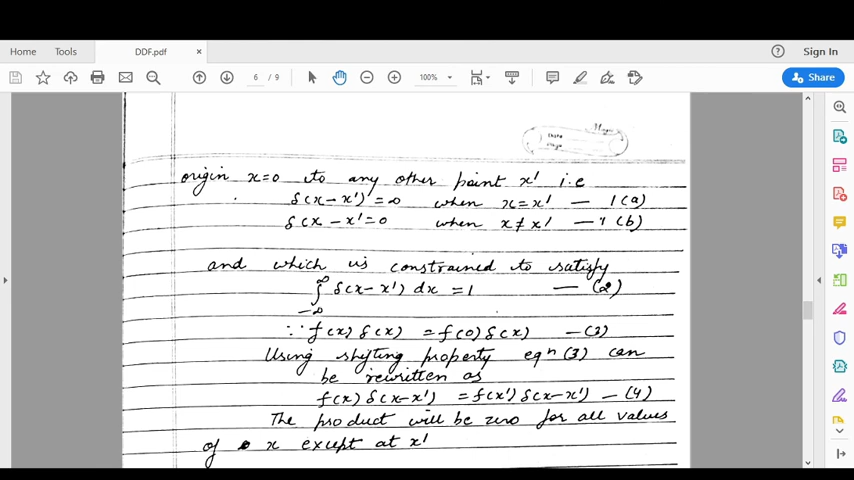 Home Tools DDF.pdf × Sign In
6 / 9 100% Share
origin x=0 to any other point x' i.e
δ(x-x') = ∞ when x=x' — 1(a)
δ(x-x'=0 when x≠x' — 1(b)
and which is constrained to satisfy
∫_{-∞}^{∞} δ(x-x') dx = 1 — (2)
∵ f(x) δ(x) = f(0) δ(x) — (3)
Using shifting property eqⁿ (3) can
be rewritten as
f(x) δ(x-x') = f(x') δ(x-x') — (4)
The product will be zero for all values
of x except at x'